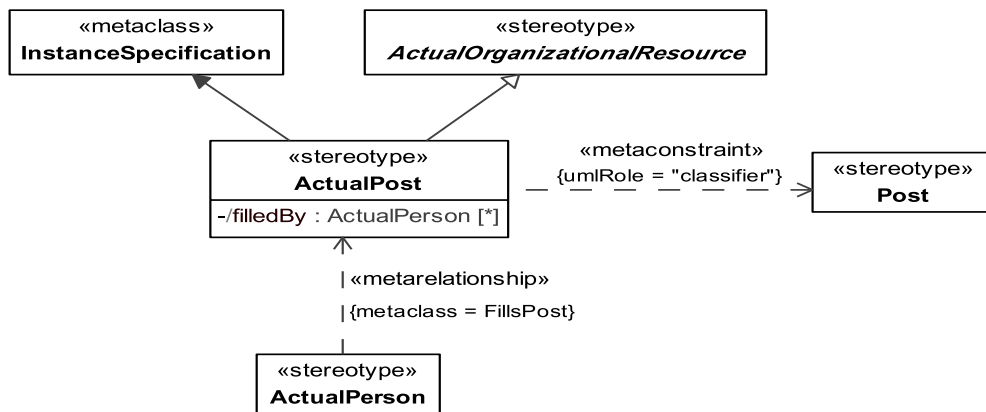 «metaclass»
InstanceSpecification
«stereotype»
ActualOrganizationalResource
«stereotype»
ActualPost
-/filledBy : ActualPerson [*]
«metaconstraint»
{umlRole = "classifier"}
«stereotype»
Post
«metarelationship»
{metaclass = FillsPost}
«stereotype»
ActualPerson